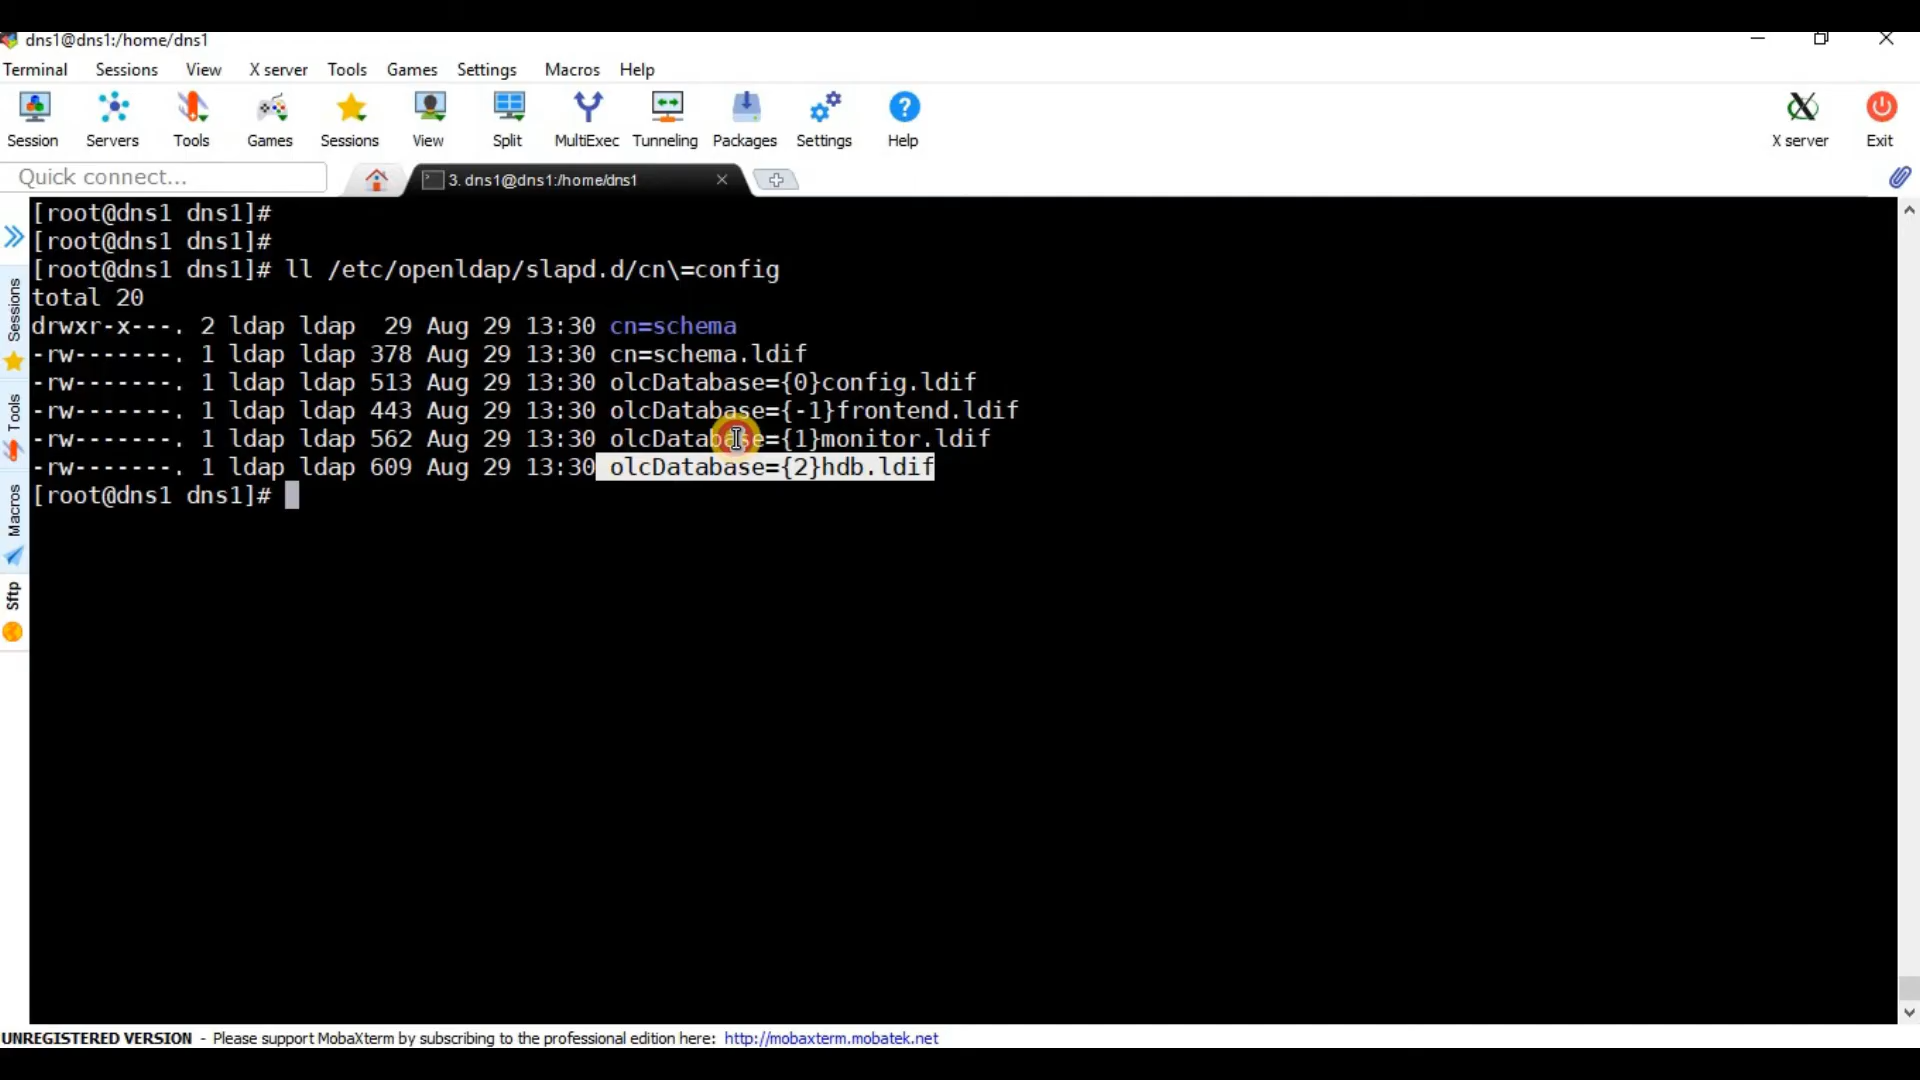 dns1@dns1:/home/dns1
Terminal Sessions View X server Tools Games Settings Macros Help
Session Servers Tools Games Sessions View Split MultiExec Tunneling Packages Settings Help X server Exit
Quick connect... 3. dns1@dns1:/home/dns1
[root@dns1 dns1]#
[root@dns1 dns1]#
[root@dns1 dns1]# ll /etc/openldap/slapd.d/cn\=config
total 20
drwxr-x---. 2 ldap ldap  29 Aug 29 13:30 cn=schema
-rw-------. 1 ldap ldap 378 Aug 29 13:30 cn=schema.ldif
-rw-------. 1 ldap ldap 513 Aug 29 13:30 olcDatabase={0}config.ldif
-rw-------. 1 ldap ldap 443 Aug 29 13:30 olcDatabase={-1}frontend.ldif
-rw-------. 1 ldap ldap 562 Aug 29 13:30 olcDatabase={1}monitor.ldif
-rw-------. 1 ldap ldap 609 Aug 29 13:30 olcDatabase={2}hdb.ldif
[root@dns1 dns1]#
Sessions
Tools
Macros
Sftp
UNREGISTERED VERSION - Please support MobaXterm by subscribing to the professional edition here: http://mobaxterm.mobatek.net